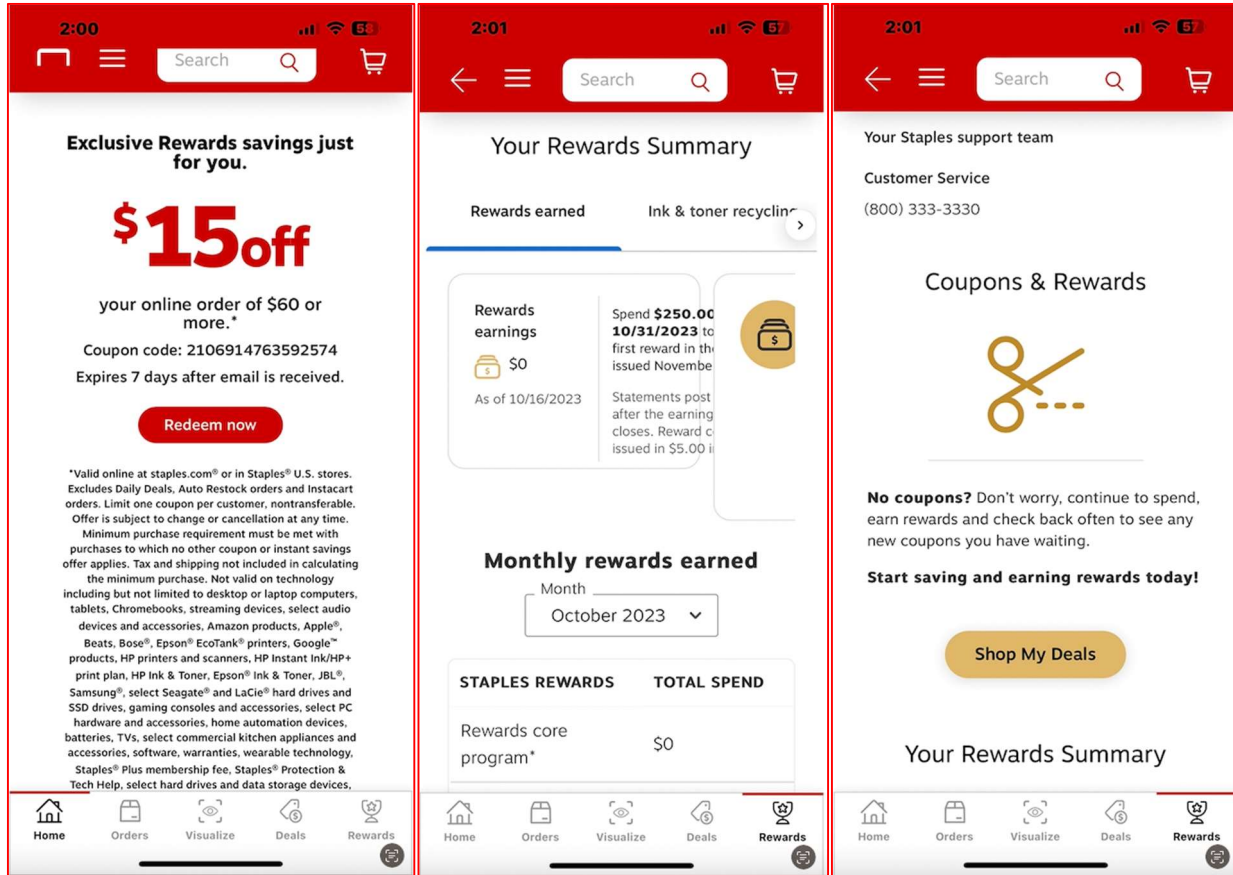 2:00
Search
Exclusive Rewards savings just
for you.
$15off
your online order of $60 or
more.*
Coupon code: 2106914763592574
Expires 7 days after email is received.
Redeem now
*Valid online at staples.com® or in Staples® U.S. stores.
Excludes Daily Deals, Auto Restock orders and Instacart
orders. Limit one coupon per customer, nontransferable.
Offer is subject to change or cancellation at any time.
Minimum purchase requirement must be met with
purchases to which no other coupon or instant savings
offer applies. Tax and shipping not included in calculating
the minimum purchase. Not valid on technology
including but not limited to desktop or laptop computers,
tablets, Chromebooks, streaming devices, select audio
devices and accessories, Amazon products, Apple®,
Beats, Bose®, Epson® EcoTank® printers, Google™
products, HP printers and scanners, HP Instant Ink/HP+
print plan, HP Ink & Toner, Epson® Ink & Toner, JBL®,
Samsung®, select Seagate® and LaCie® hard drives and
SSD drives, gaming consoles and accessories, select PC
hardware and accessories, home automation devices,
batteries, TVs, select commercial kitchen appliances and
accessories, software, warranties, wearable technology,
Staples® Plus membership fee, Staples® Protection &
Tech Help, select hard drives and data storage devices,
Home Orders Visualize Deals Rewards
2:01 57
Search
Your Rewards Summary
Rewards earned Ink & toner recycling
Rewards
earnings
$0
As of 10/16/2023
Spend $250.00
10/31/2023 to
first reward in the
issued Novembe
Statements post
after the earning
closes. Reward c
issued in $5.00 i
Monthly rewards earned
Month
October 2023
STAPLES REWARDS TOTAL SPEND
Rewards core
program*
$0
Home Orders Visualize Deals Rewards
2:01 57
Search
Your Staples support team
Customer Service
(800) 333-3330
Coupons & Rewards
No coupons? Don't worry, continue to spend,
earn rewards and check back often to see any
new coupons you have waiting.
Start saving and earning rewards today!
Shop My Deals
Your Rewards Summary
Home Orders Visualize Deals Rewards